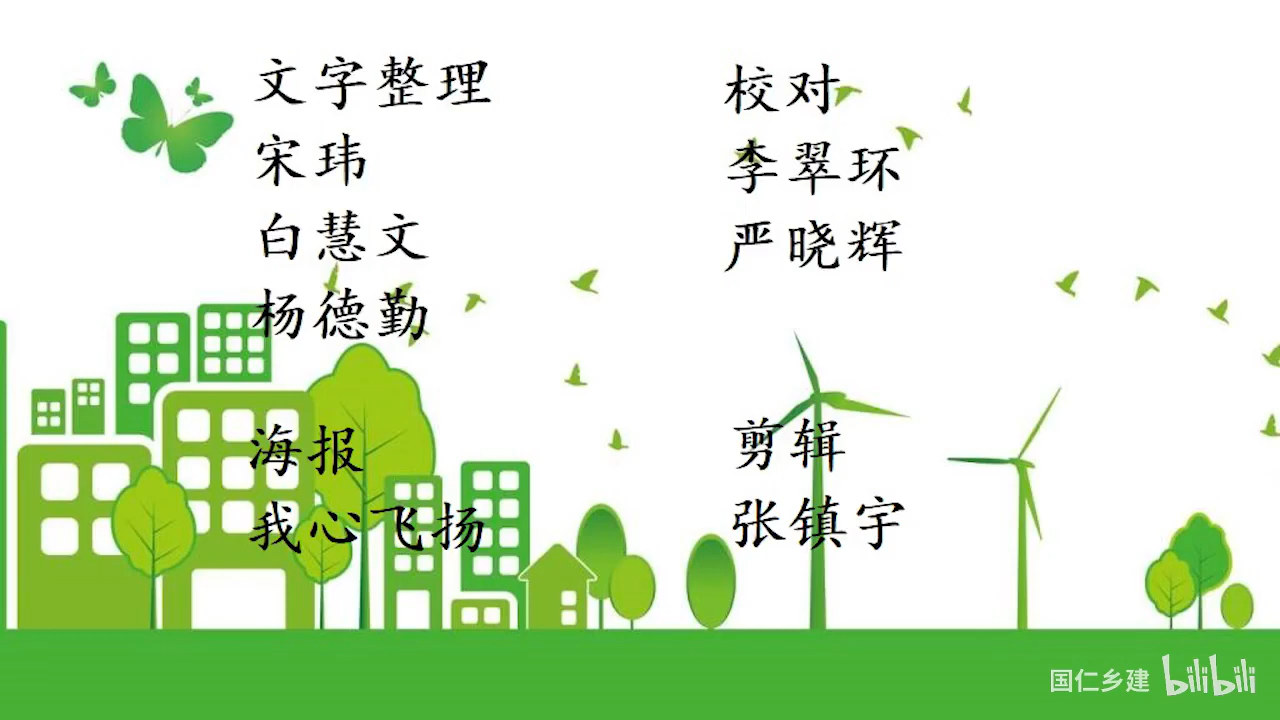 文字整理
宋玮
白慧文
杨德勤
校对
李翠环
严晓辉
海报
我心飞扬
剪辑
张镇宇
国仁乡建 bilibili